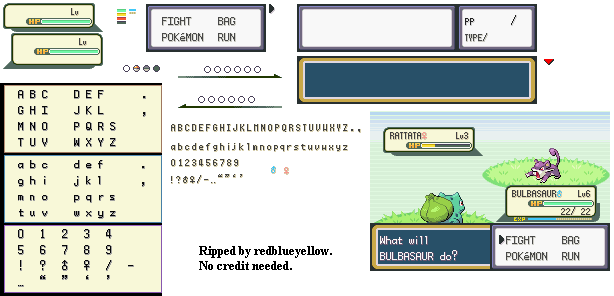 Lv
HP
Lv
HP
FIGHT BAG
POKéMON RUN
PP /
TYPE/
A B C D E F .
G H I J K L ,
M N O P Q R S
T U V W X Y Z
a b c d e f .
g h i j k l ,
m n o p q r s
t u v w x y z
0 1 2 3 4
5 6 7 8 9
! ? ♂ ♀ / -
… “ ” ‘ ’
ABCDEFGHIJKLMNOPQRSTUVWXYZ.,
abcdefghijklmnopqrstuvwxyz
0123456789
!?♂♀/-…“”‘’
♂ ♀
RATTATA♀ Lv3
HP
BULBASAUR♂ Lv6
HP
22/ 22
EXP
What will
BULBASAUR do?
FIGHT BAG
POKéMON RUN
Ripped by redblueyellow.
No credit needed.